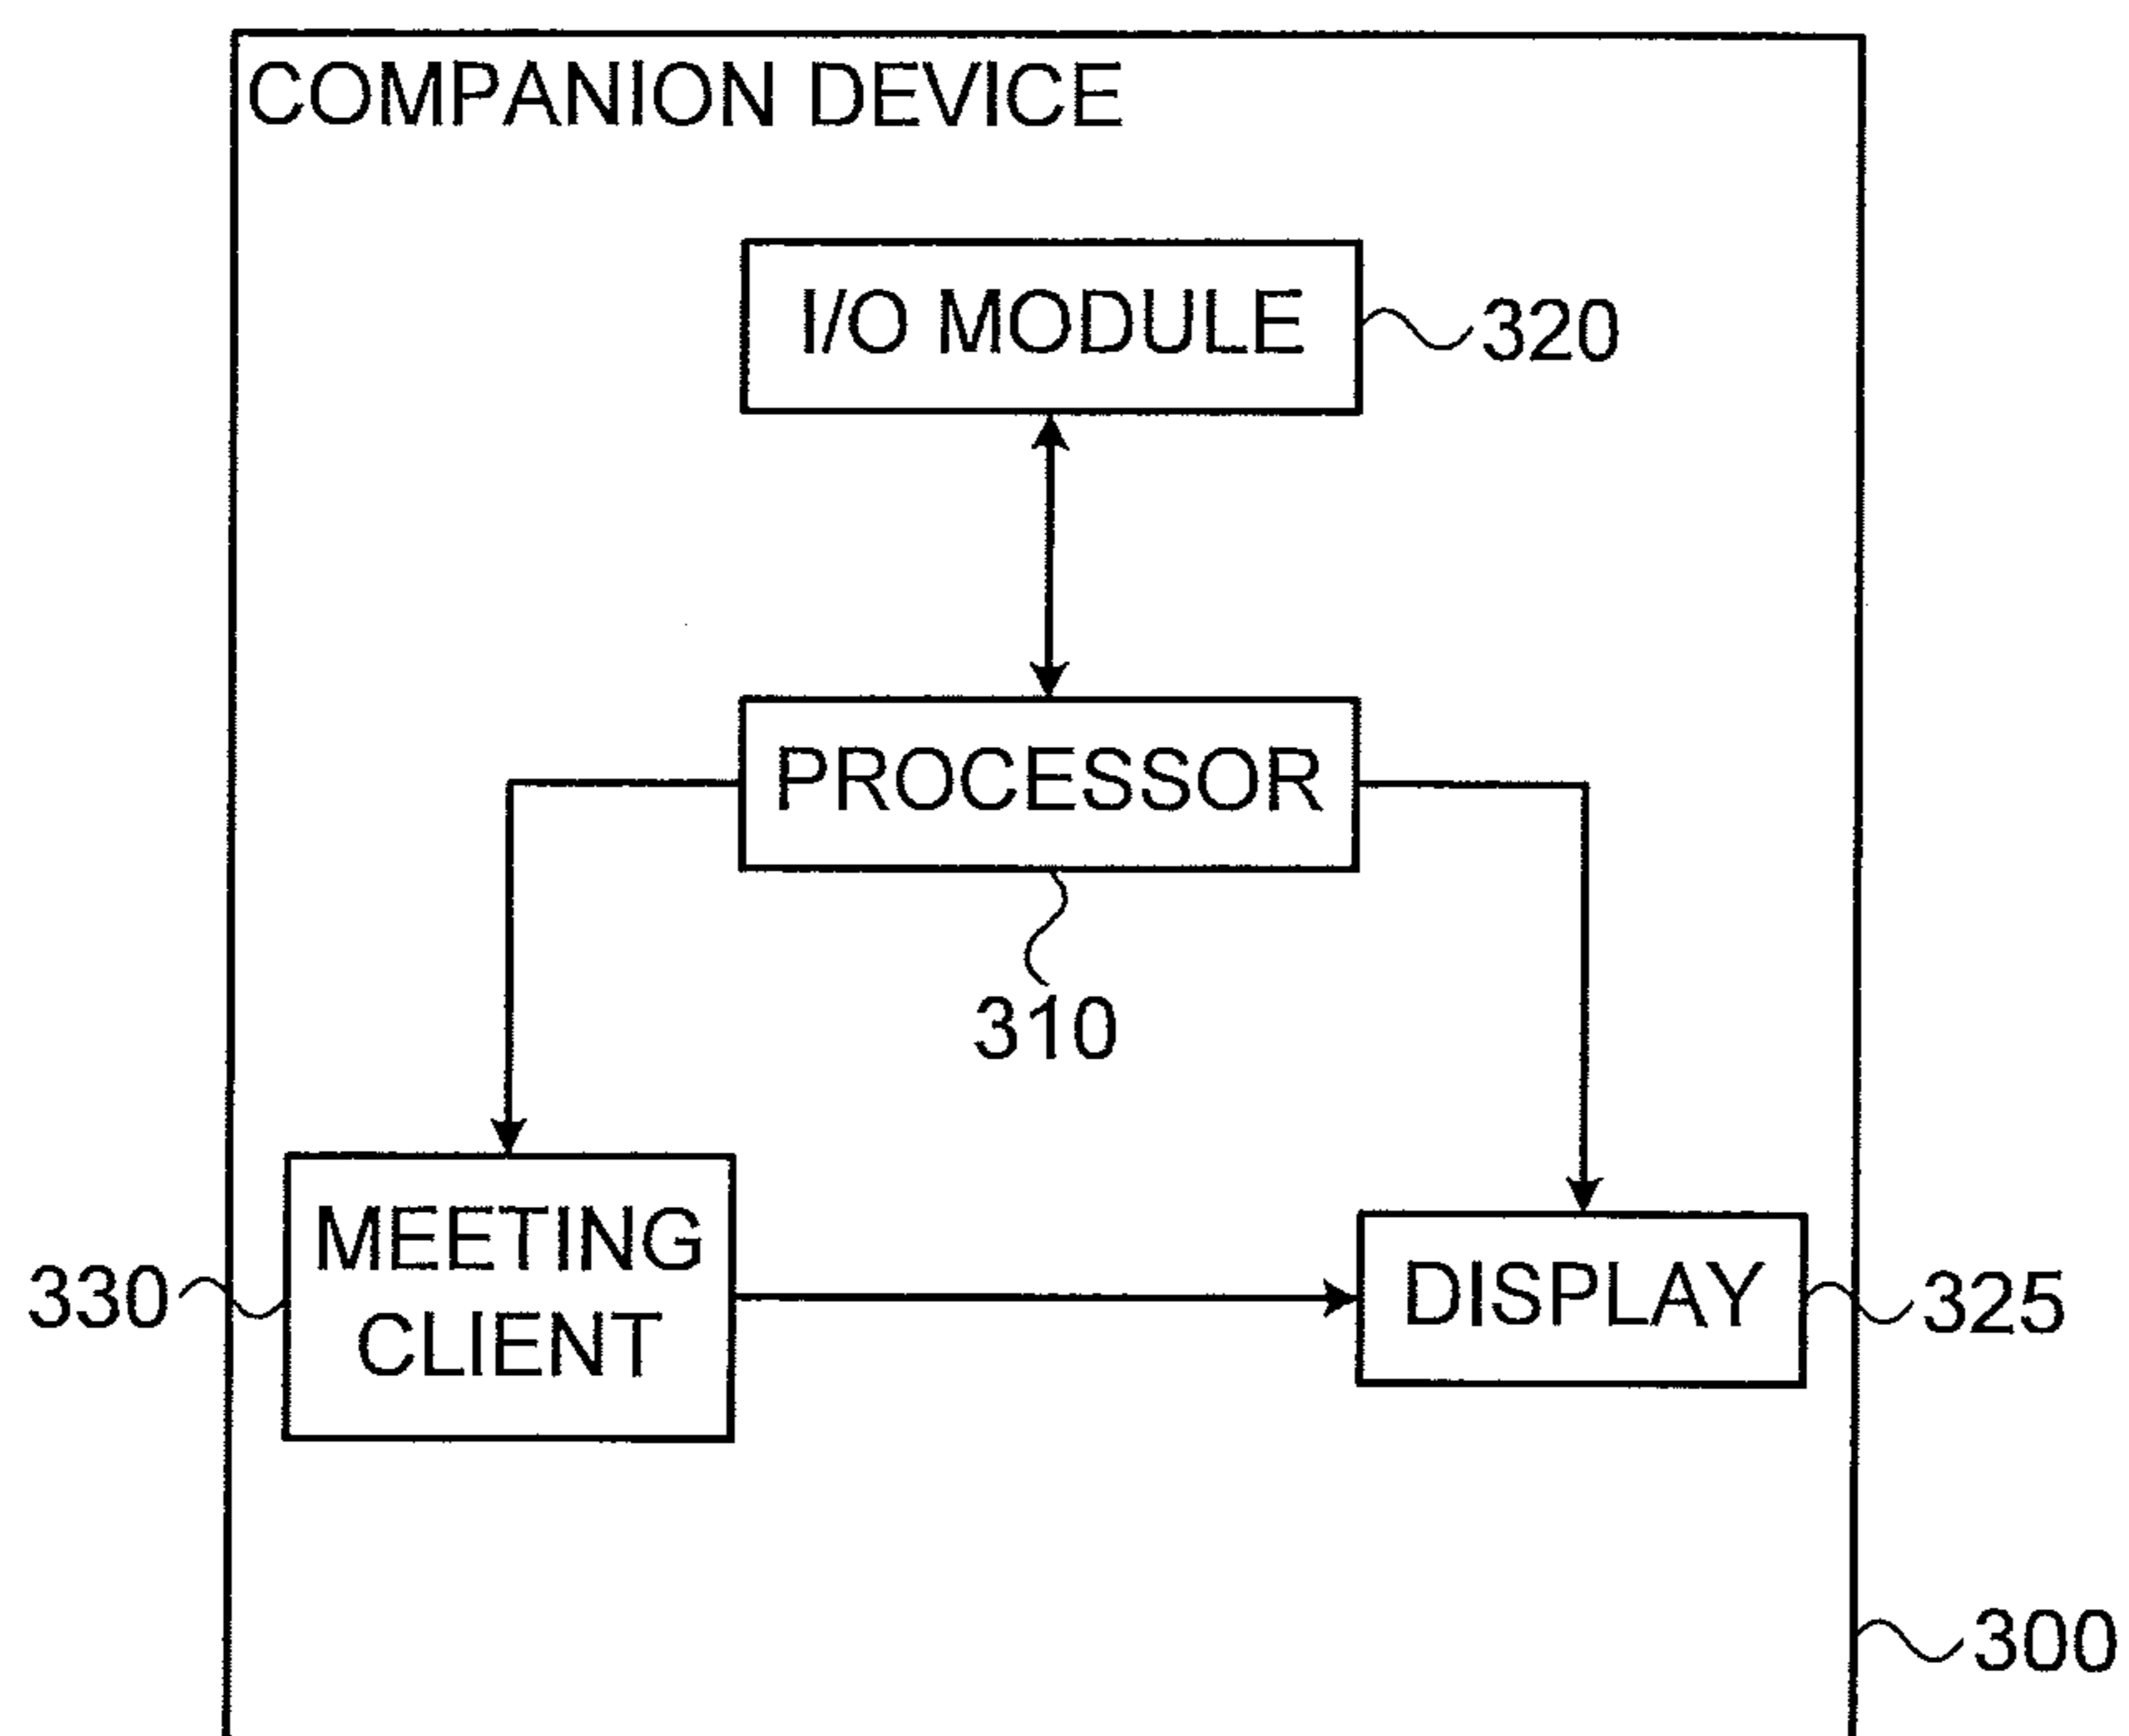 COMPANION DEVICE
I/O MODULE
320
PROCESSOR
310
MEETING
CLIENT
330
DISPLAY
325
300